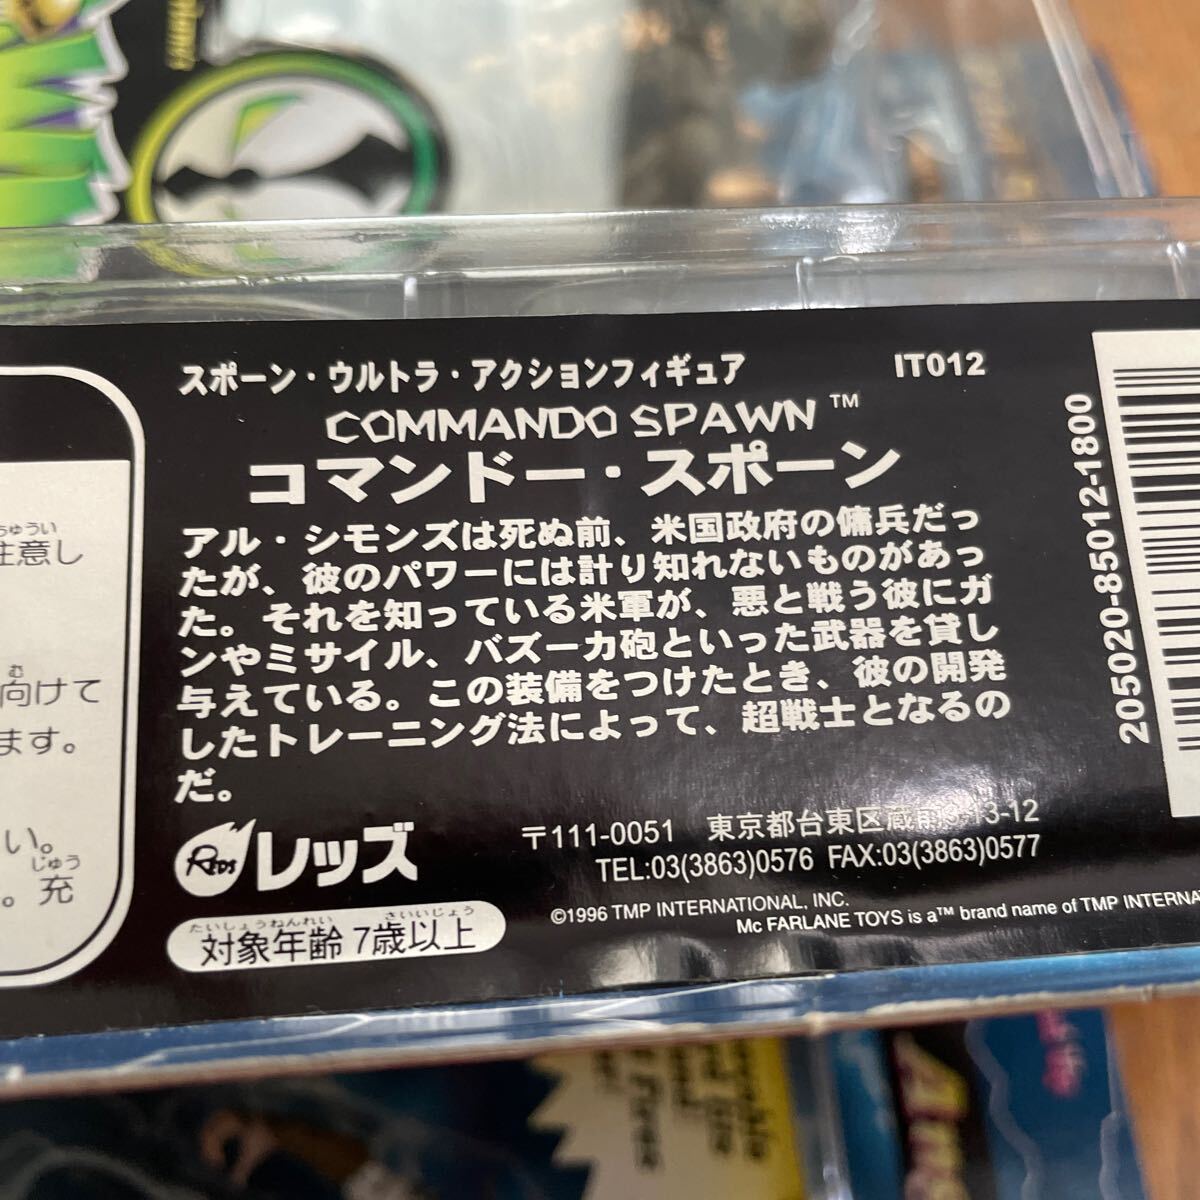 スポーン・ウルトラ・アクションフィギュア IT012
COMMANDO SPAWN™
コマンドー・スポーン
アル・シモンズは死ぬ前、米国政府の傭兵だっ
たが、彼のパワーには計り知れないものがあっ
た。それを知っている米軍が、悪と戦う彼にガ
ンやミサイル、バズーカ砲といった武器を貸し
与えている。この装備をつけたとき、彼の開発
したトレーニング法によって、超戦士となるの
だ。
レッズ
〒111-0051 東京都台東区蔵前3-13-12
TEL:03(3863)0576 FAX:03(3863)0577
©1996 TMP INTERNATIONAL, INC.
Mc FARLANE TOYS is a™ brand name of TMP INTERNA
たいしょうねんれい さいいじょう
対象年齢 7歳以上
205020-85012-1800
ちゅうい
注意し
む
向けて
ます。
い。
じゅう
。充